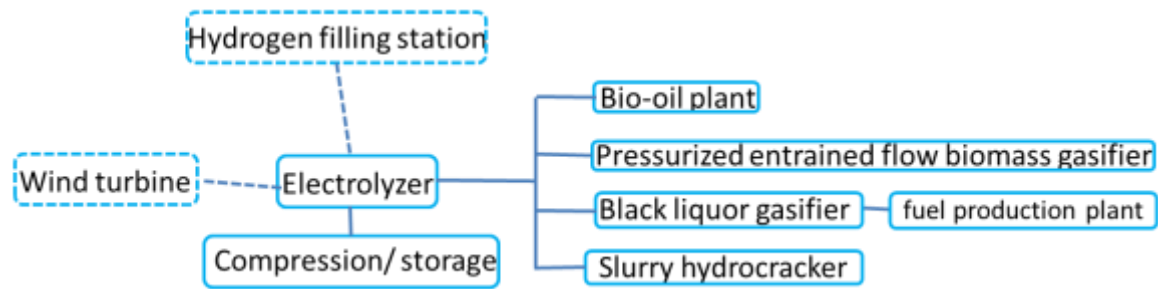 Hydrogen filling station
Bio-oil plant
Pressurized entrained flow biomass gasifier
Wind turbine
Electrolyzer
Black liquor gasifier
fuel production plant
Compression/ storage
Slurry hydrocracker